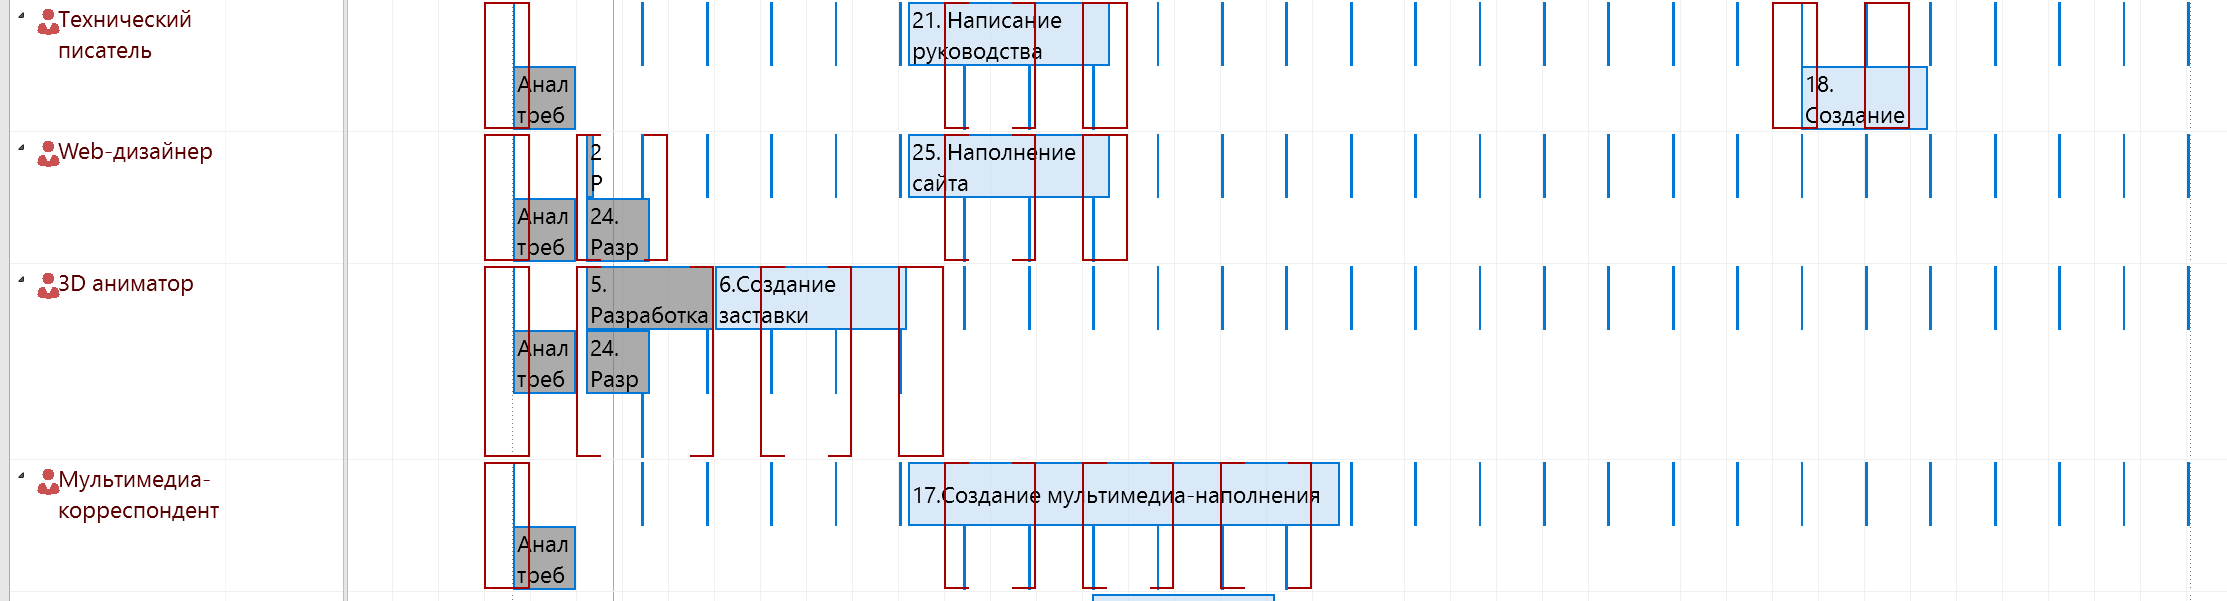 Технический
писатель
21. Написание
руководства
Анал
треб
18.
Создание
Web-дизайнер
2
Р
25. Наполнение
сайта
Анал
треб
24.
Разр
3D аниматор
5.
Разработка
6.Создание
заставки
Анал
треб
24.
Разр
Мультимедиа-
корреспондент
17.Создание мультимедиа-наполнения
Анал
треб